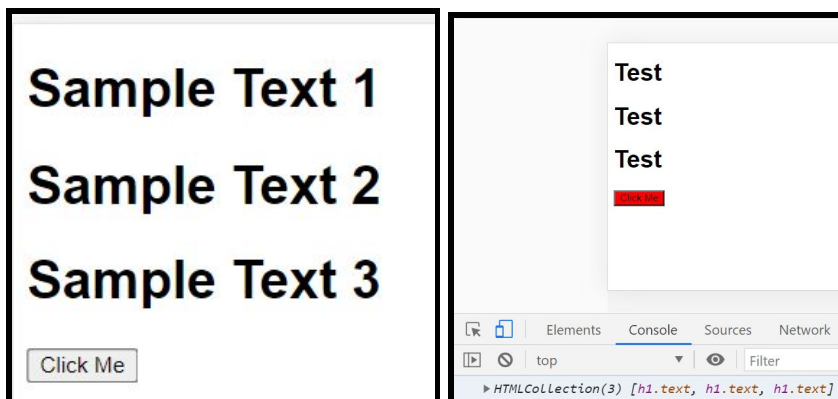 Sample Text 1
Sample Text 2
Sample Text 3
Click Me
Test
Test
Test
Click Me
Elements Console Sources Network
top Filter
HTMLCollection(3) [h1.text, h1.text, h1.text]